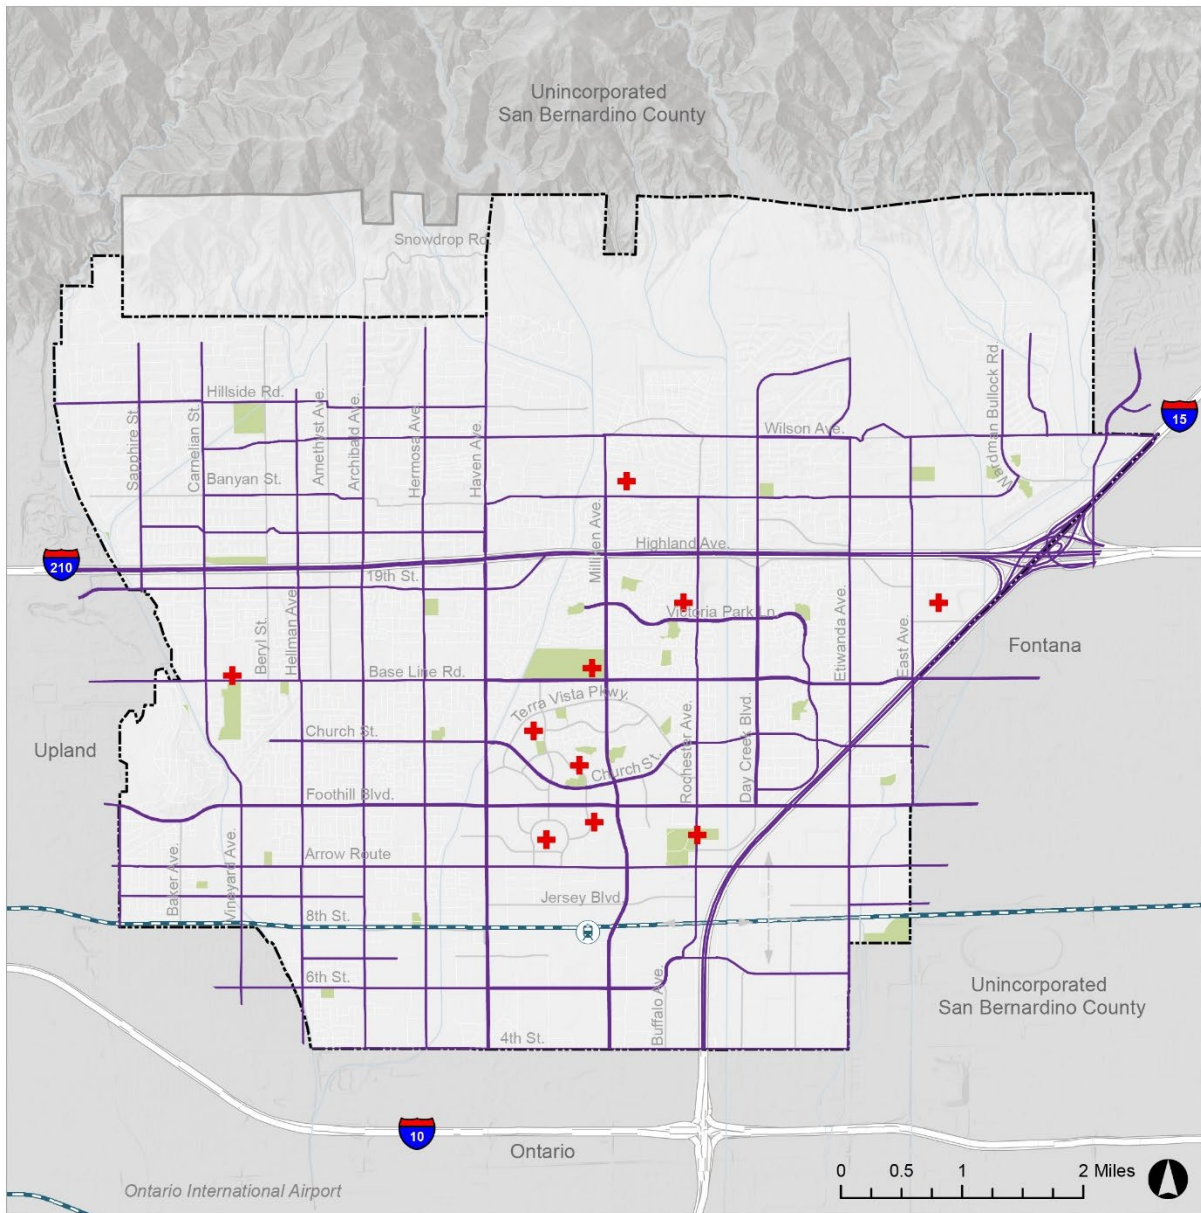 Unincorporated
San Bernardino County
Snowdrop Rd.
Hillside Rd.
Sapphire St.
Carnelian St.
Amethyst Ave.
Archibald Ave.
Hermosa Ave.
Haven Ave.
Wilson Ave.
Wardman Bullock Rd.
15
Banyan St.
Highland Ave.
Milliken Ave.
210
19th St.
Victoria Park Ln.
Beryl St.
Hellman Ave.
Etiwanda Ave.
East Ave.
Fontana
Base Line Rd.
Terra Vista Pkwy.
Church St.
Church St.
Rochester Ave.
Day Creek Blvd.
Upland
Foothill Blvd.
Baker Ave.
Vineyard Ave.
Arrow Route
Jersey Blvd.
8th St.
6th St.
Buffalo Ave.
Unincorporated
San Bernardino County
4th St.
10
Ontario
0 0.5 1 2 Miles
Ontario International Airport